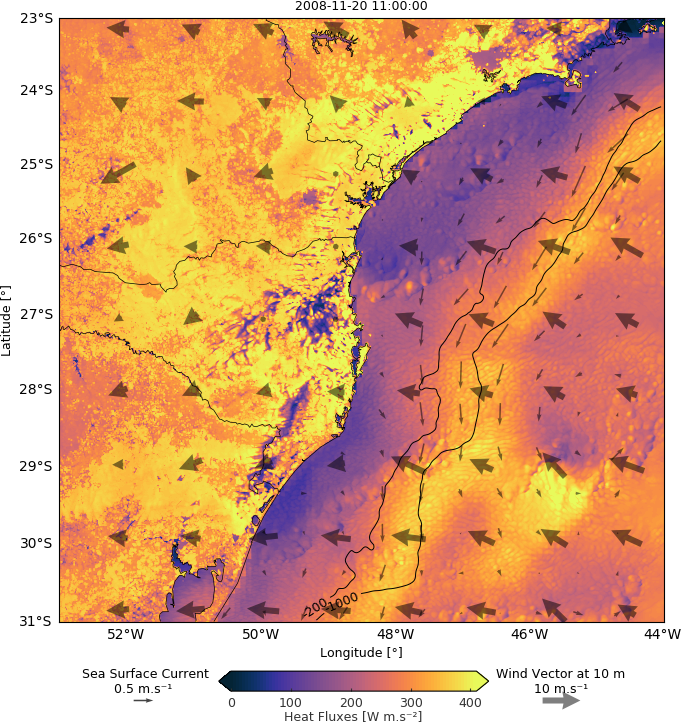 2008-11-20 11:00:00
23°S
24°S
25°S
26°S
27°S
28°S
29°S
30°S
31°S
Latitude [°]
-200
-1000
52°W 50°W 48°W 46°W 44°W
Longitude [°]
Sea Surface Current
0.5 m.s⁻¹
0 100 200 300 400
Heat Fluxes [W m.s⁻²]
Wind Vector at 10 m
10 m.s⁻¹